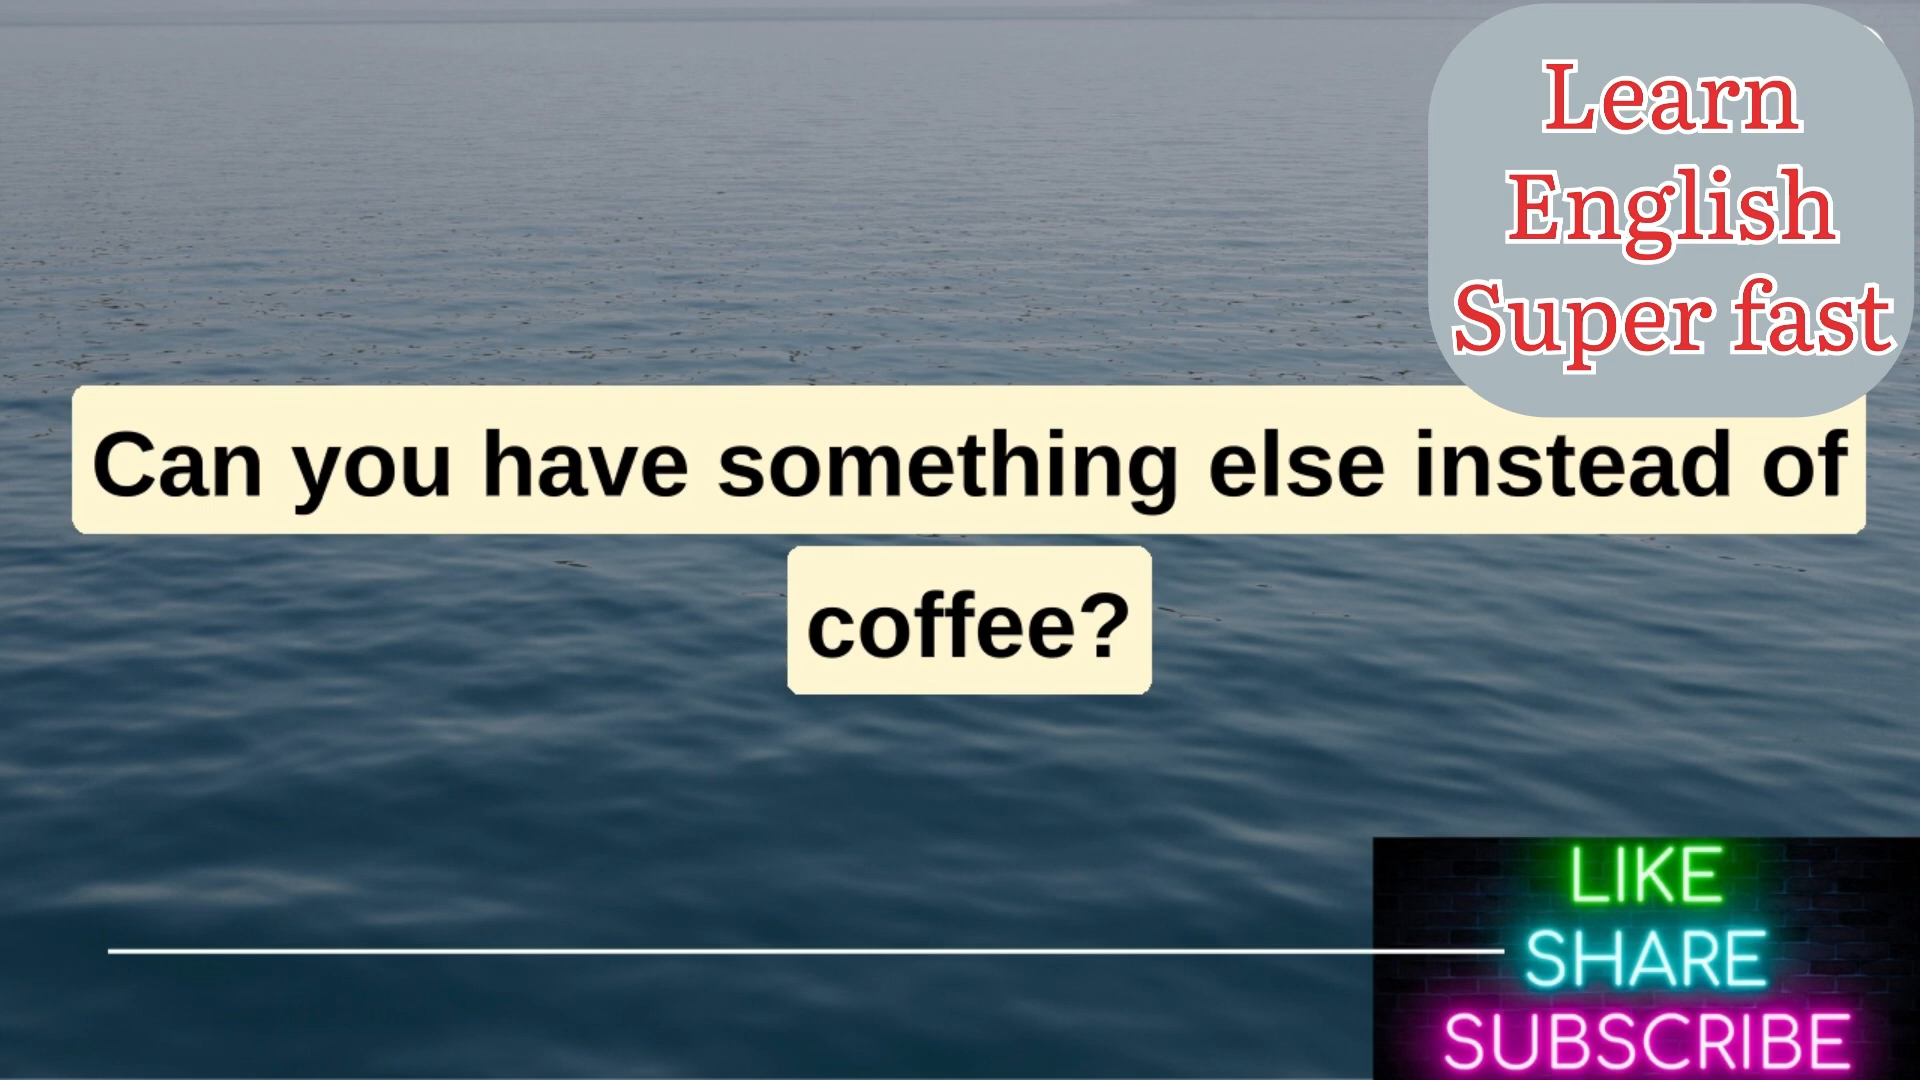 Learn
English
Super fast
Can you have something else instead of
coffee?
LIKE
SHARE
SUBSCRIBE